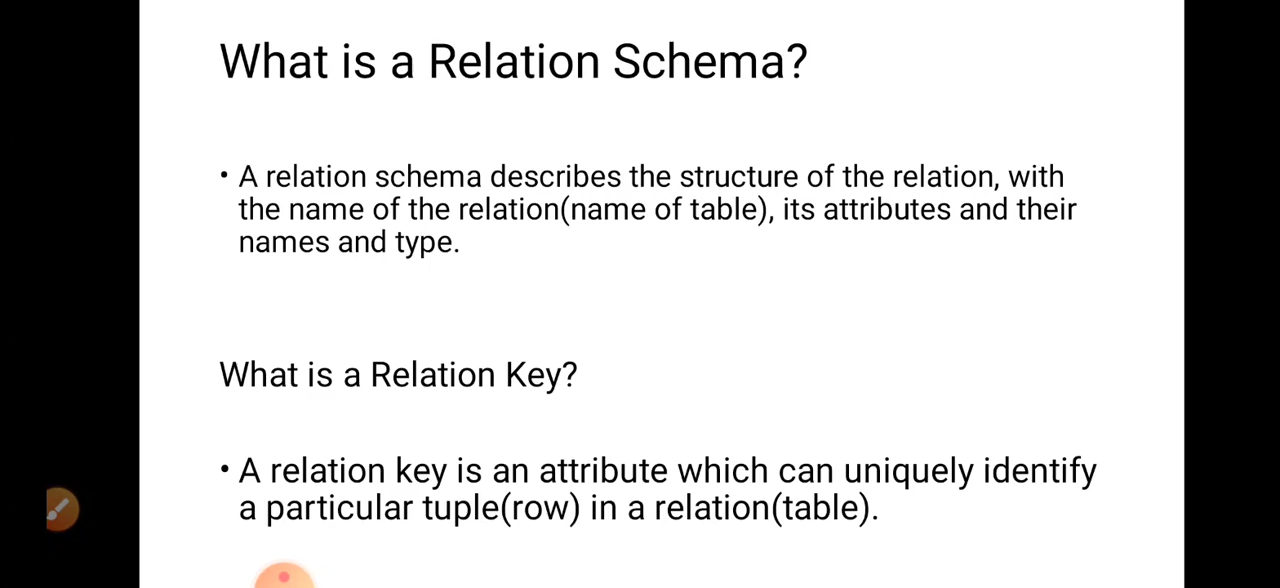 What is a Relation Schema?
• A relation schema describes the structure of the relation, with
the name of the relation(name of table), its attributes and their
names and type.
What is a Relation Key?
• A relation key is an attribute which can uniquely identify
a particular tuple(row) in a relation(table).